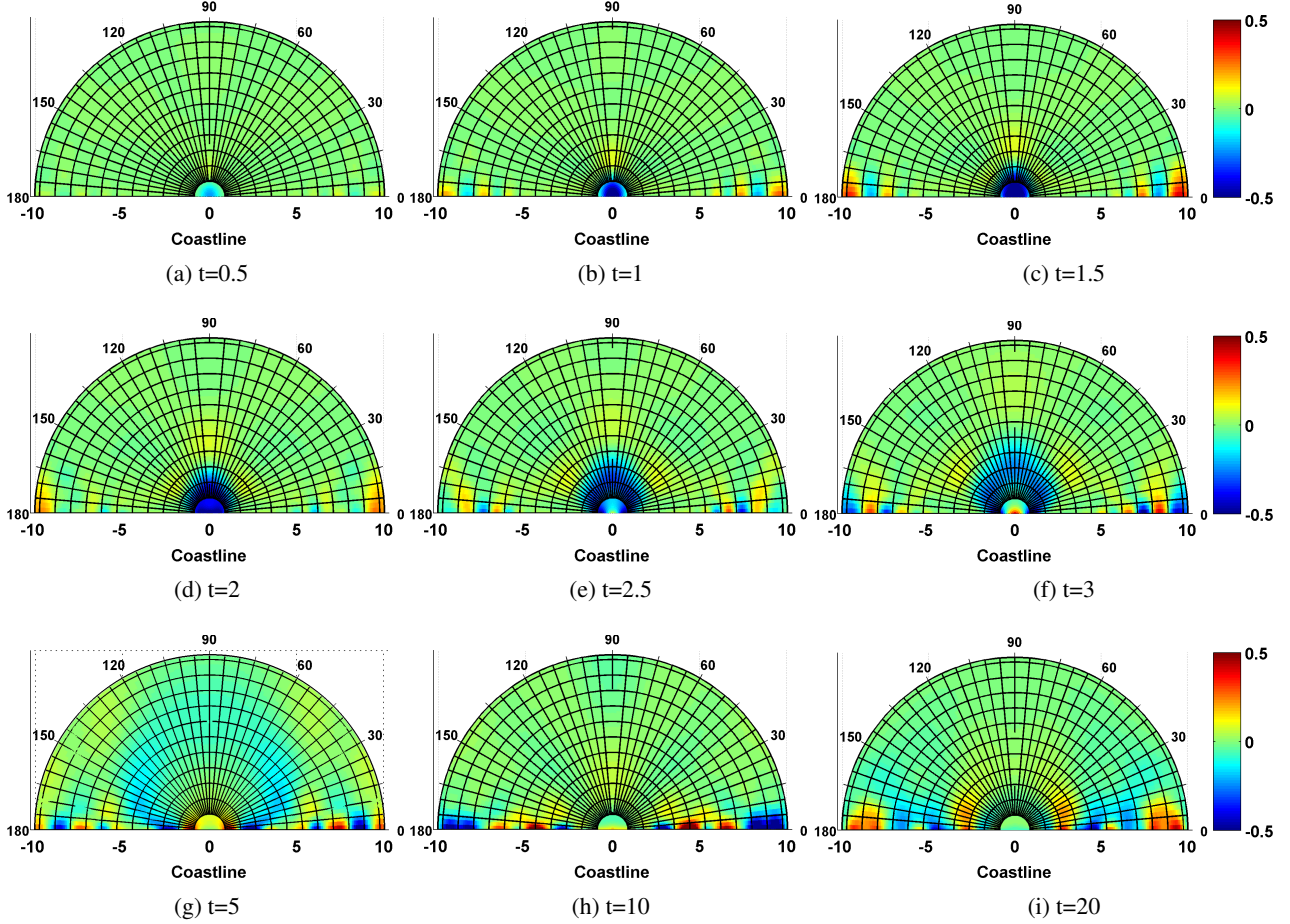 90 90 90
120 60 120 60 120 60 0.5
150 30 150 30 150 30 0
180 0 180 0 180 0 -0.5
-10 -5 0 5 10 -10 -5 0 5 10 -10 -5 0 5 10
Coastline Coastline Coastline
(a) t=0.5 (b) t=1 (c) t=1.5
90 90 90
120 60 120 60 120 60 0.5
150 30 150 30 150 30 0
180 0 180 0 180 0 -0.5
-10 -5 0 5 10 -10 -5 0 5 10 -10 -5 0 5 10
Coastline Coastline Coastline
(d) t=2 (e) t=2.5 (f) t=3
90 90 90
120 60 120 60 120 60 0.5
150 30 150 30 150 30 0
180 0 180 0 180 0 -0.5
-10 -5 0 5 10 -10 -5 0 5 10 -10 -5 0 5 10
Coastline Coastline Coastline
(g) t=5 (h) t=10 (i) t=20